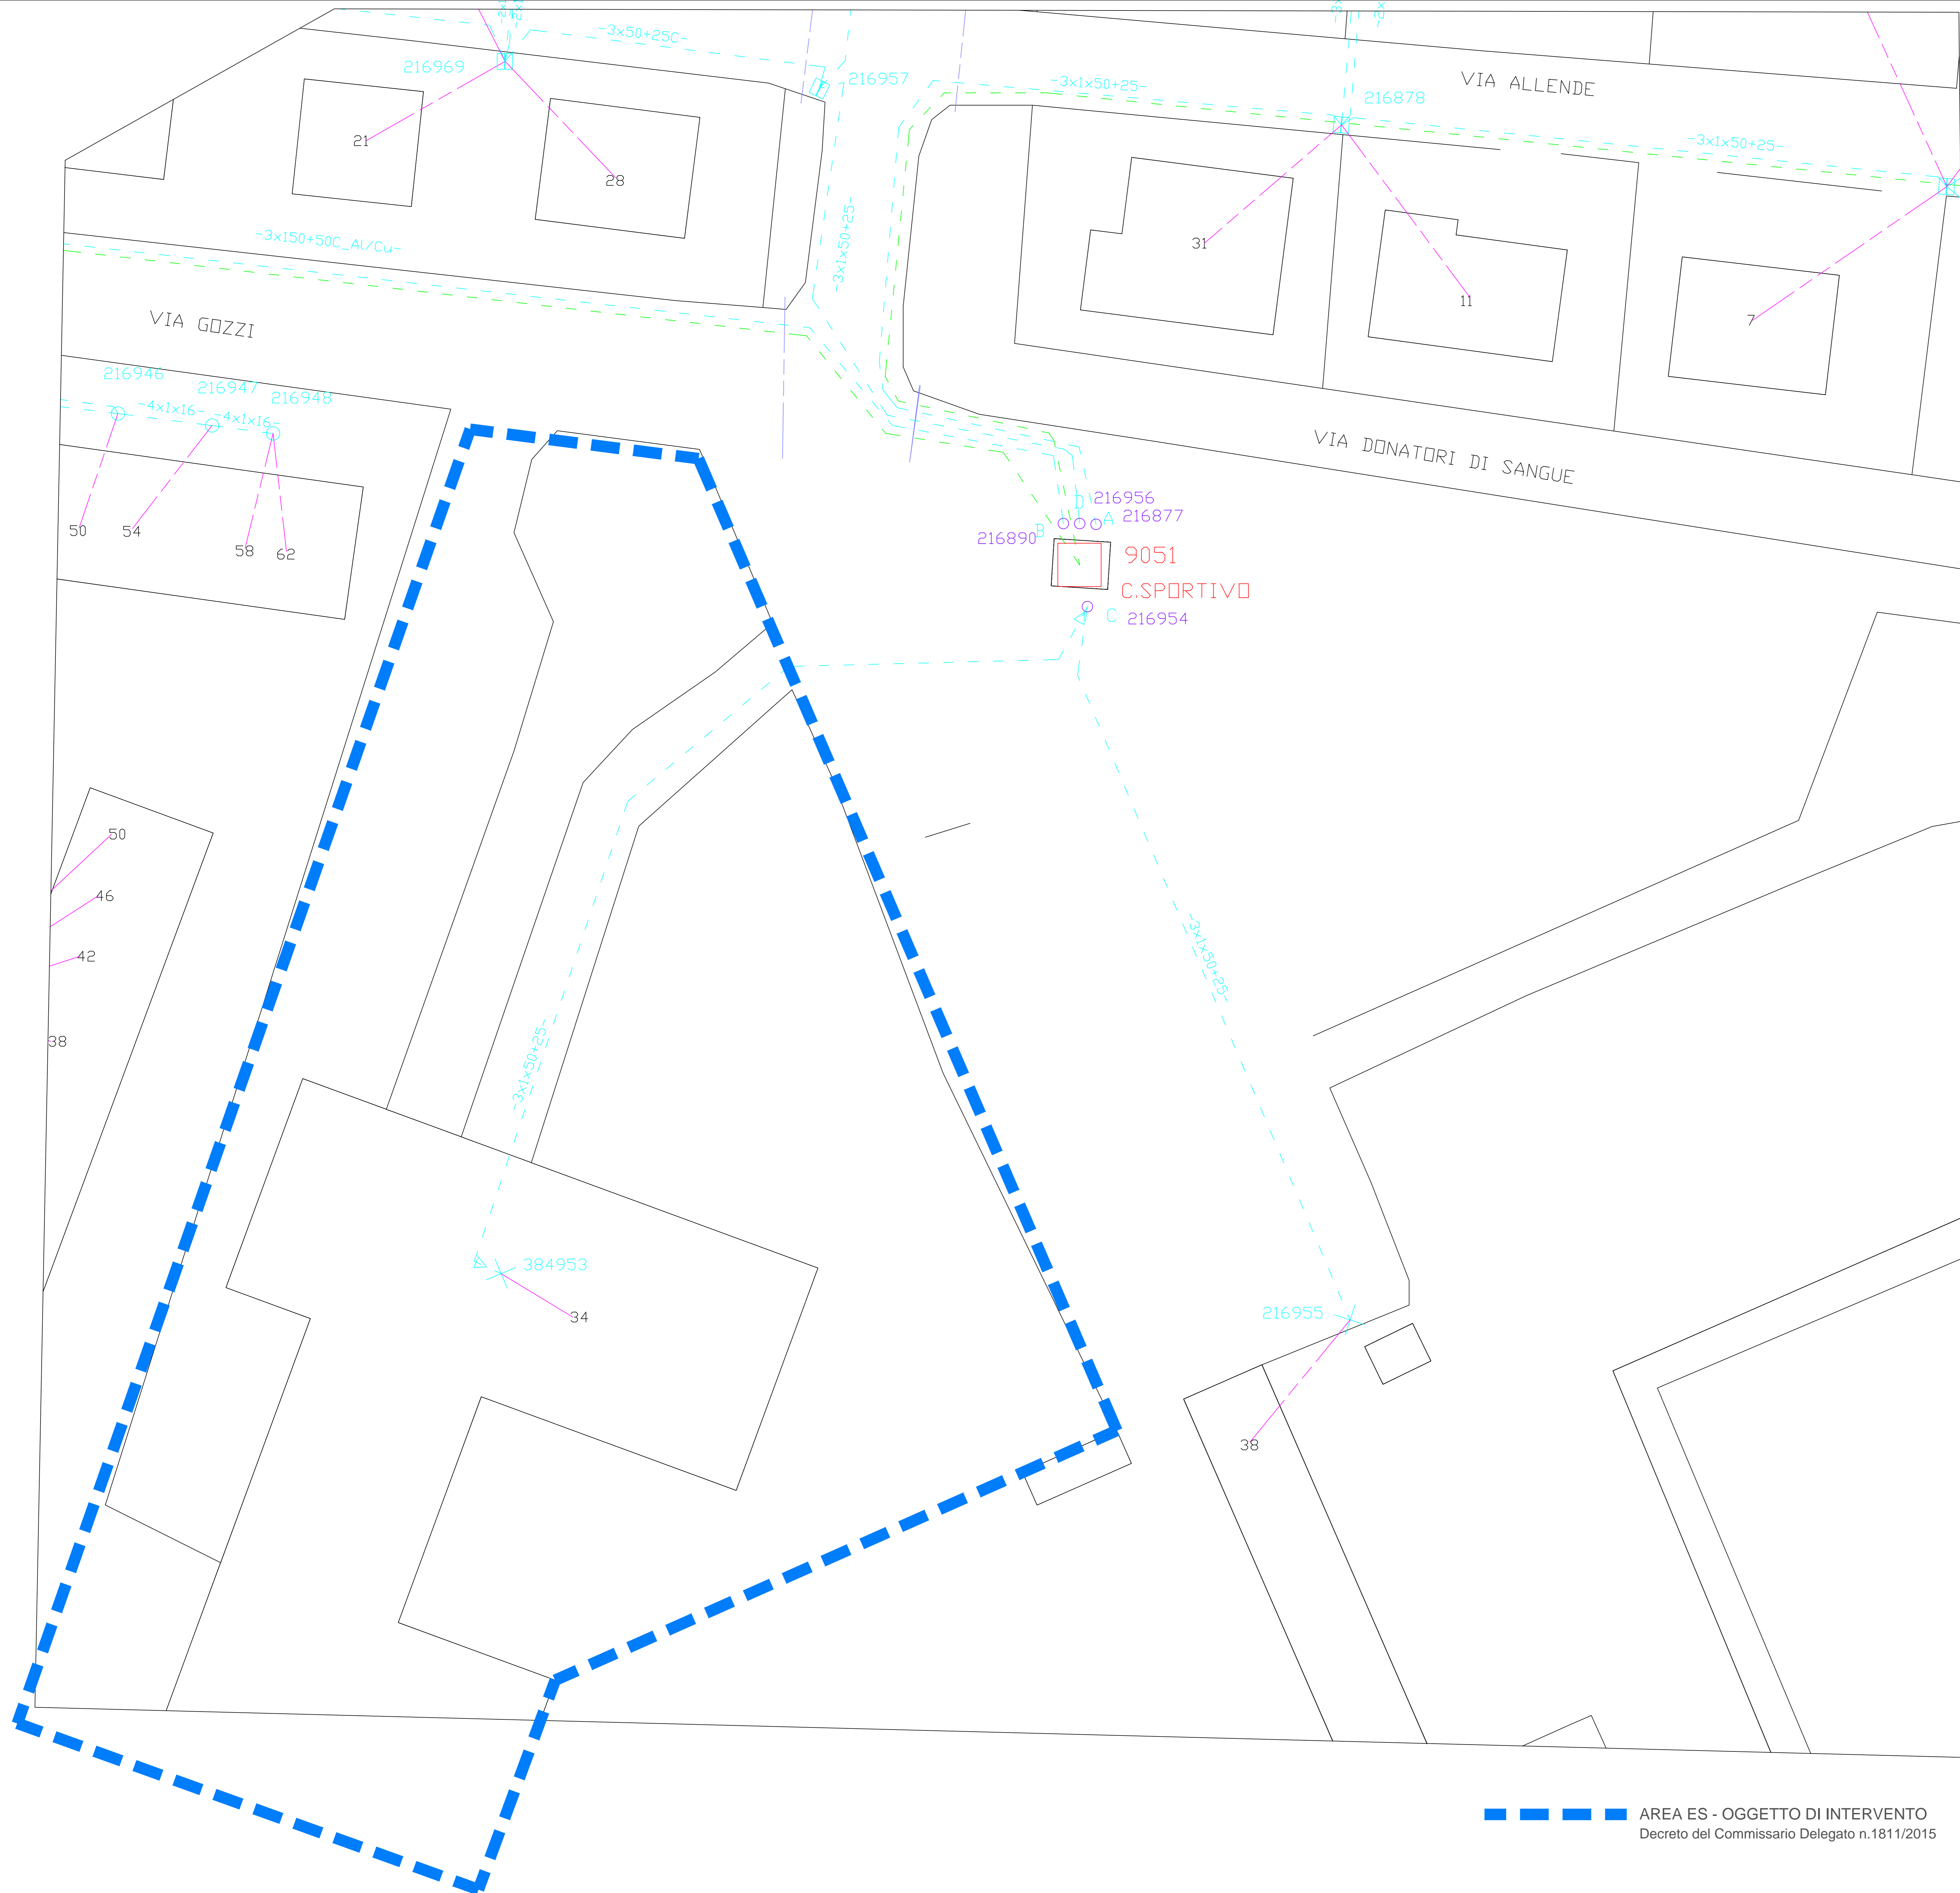 -3x50+25C-
216969
216957
-3x1x50+25-
216878
VIA ALLENDE
-3x1x50+25-
21
28
-3x1x50+25-
31
11
7
-3x150+50C_Al/Cu-
VIA GOZZI
216946
216947
216948
-4x1x16-
-4x1x16-
VIA DONATORI DI SANGUE
50
54
58
62
D
216956
A
216877
B
216890
9051
C.SPORTIVO
C
216954
50
46
42
38
-3x1x50+25-
-3x1x50+25-
384953
34
216955
38
AREA ES - OGGETTO DI INTERVENTO
Decreto del Commissario Delegato n.1811/2015